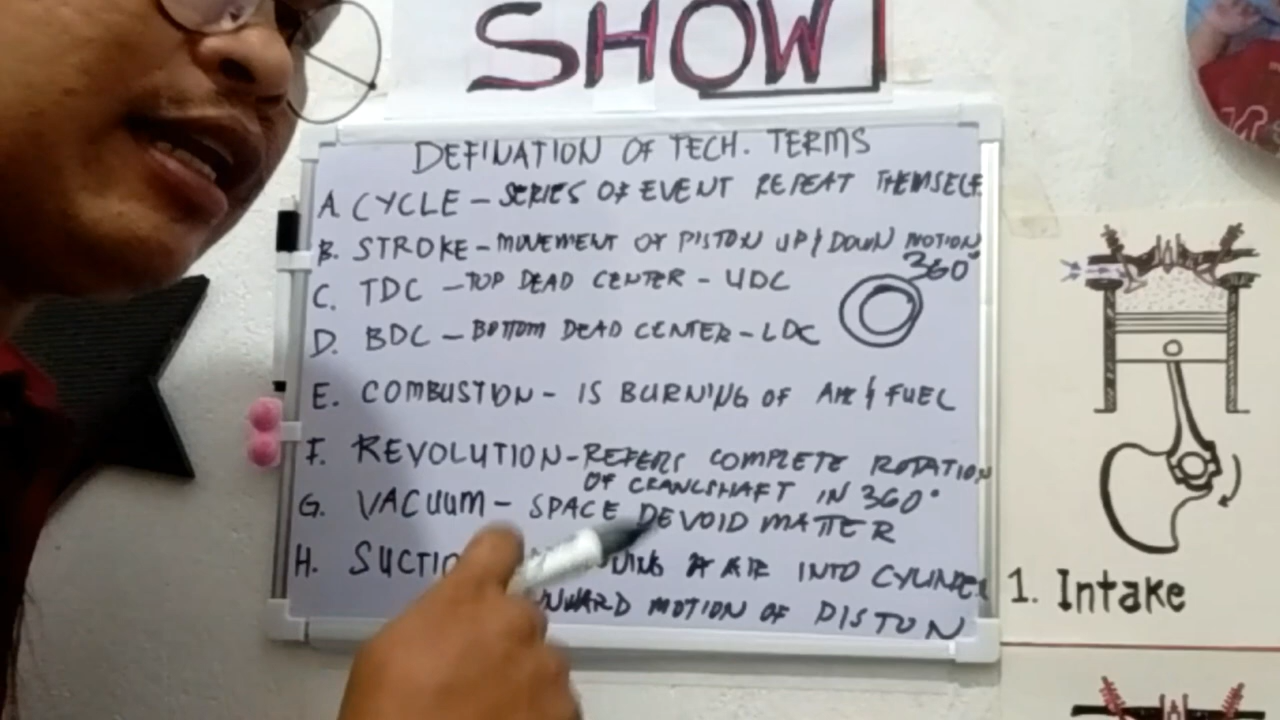 SHOW
DEFINATION OF TECH. TERMS
A. CYCLE - SERIES OF EVENT REPEAT THEMSELF
B. STROKE - MOVEMENT OF PISTON UP/DOWN MOTION
360°
C. TDC - TOP DEAD CENTER - UDC
D. BDC - BOTTOM DEAD CENTER - LDC
E. COMBUSTION - IS BURNING OF AIR & FUEL
F. REVOLUTION - REFERS COMPLETE ROTATION
OF CRANCSHAFT IN 360°
G. VACUUM - SPACE DEVOID MATTER
H. AIR INTO CYLINDER
MOTION OF PISTON
1. Intake